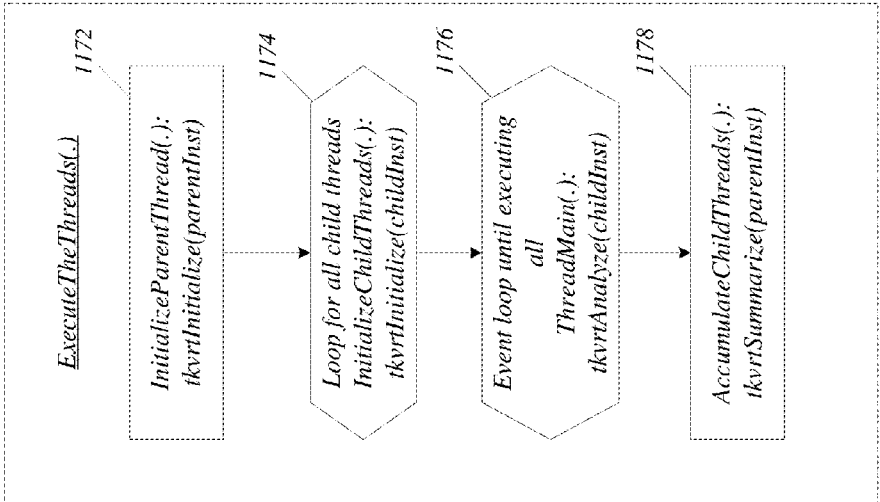 ExecuteTheThreads(.)
1172
InitializeParentThread(.):
tkvrtInitialize(parentInst)
1174
Loop for all child threads
InitializeChildThreads(.):
tkvrtInitialize(childInst)
1176
Event loop until executing
all
ThreadMain(.):
tkvrtAnalyze(childInst)
1178
AccumulateChildThreads(.):
tkvrtSummarize(parentInst)